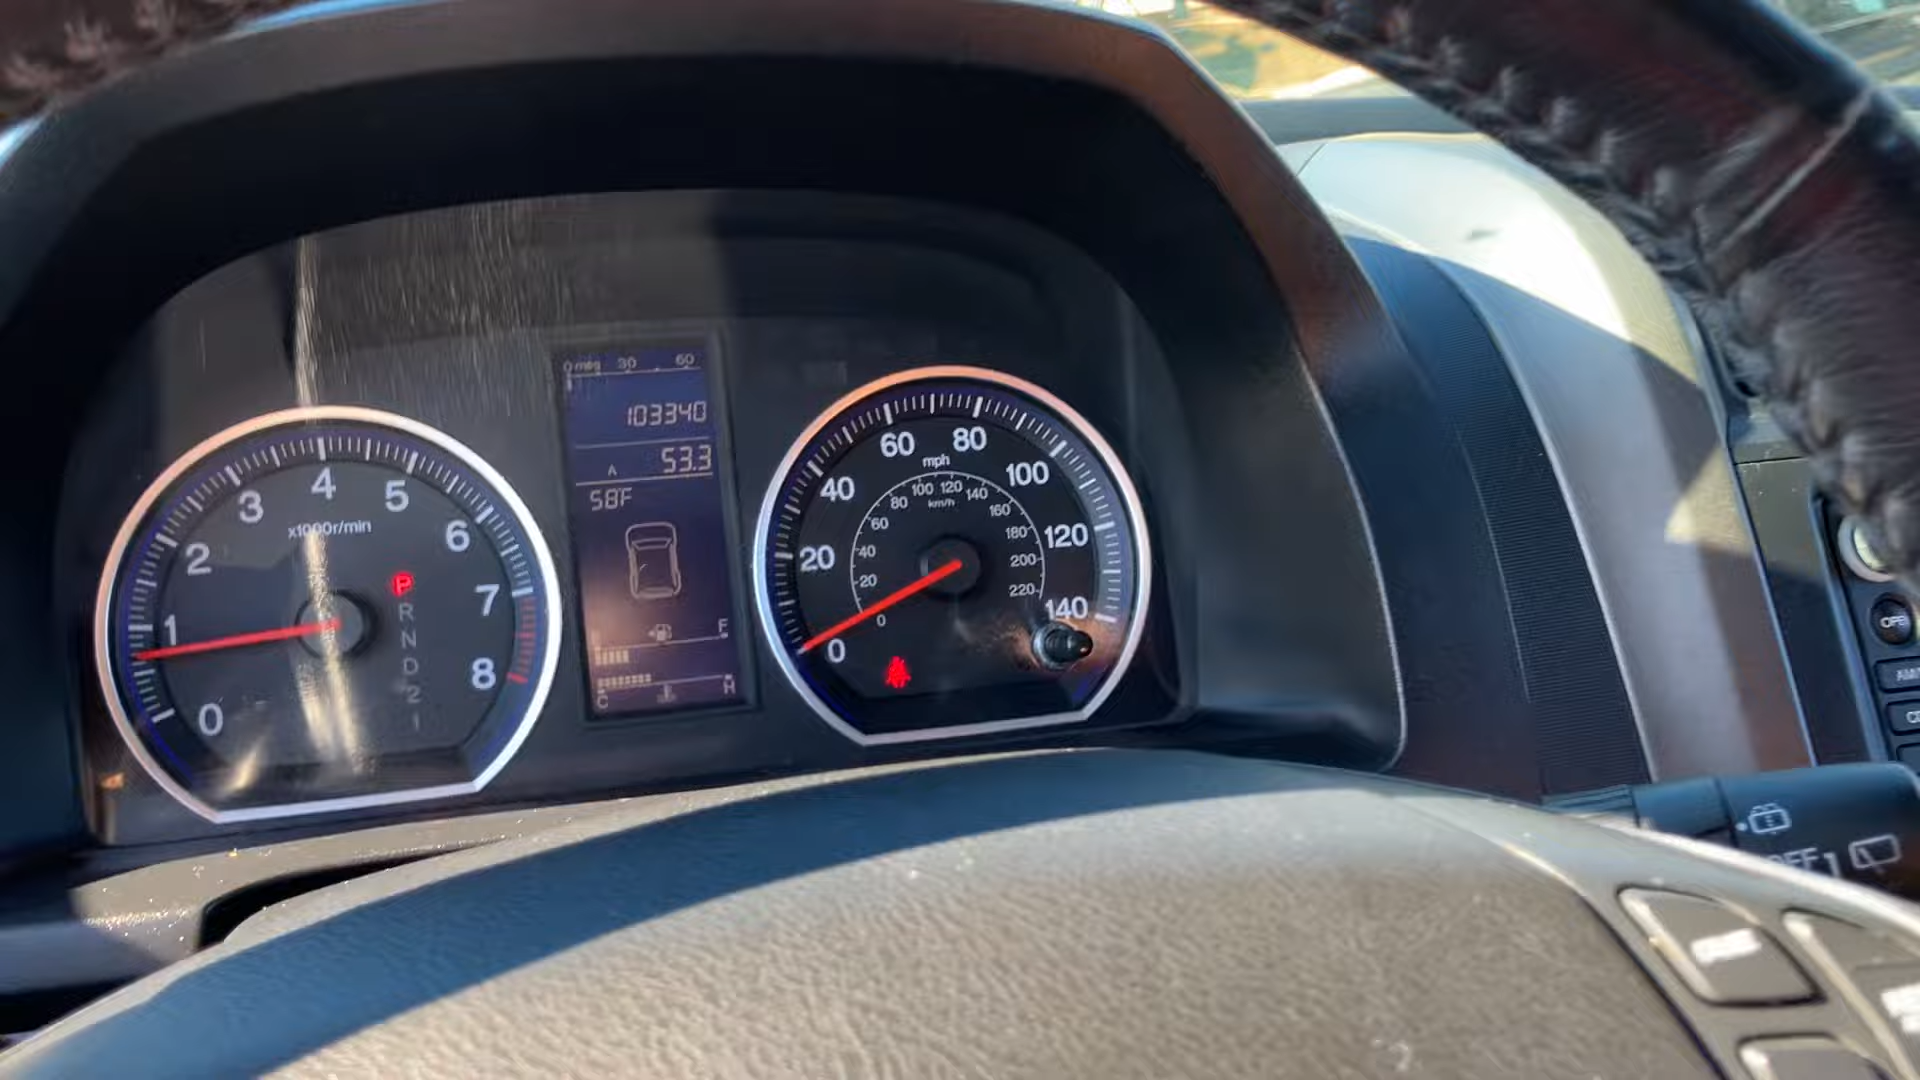 0 mpg 30 60
103340
A 53.3
58°F
F
C H
0
1
2
3
4
5
6
7
8
x1000r/min
P
R
N
D
2
1
0
20
40
60
80
100
120
140
mph
0
20
40
60
80
100
120
140
160
180
200
220
km/h
OFF